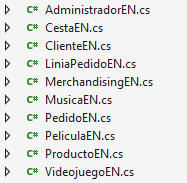 C# AdministradorEN.cs
C# CestaEN.cs
C# ClienteEN.cs
C# LiniaPedidoEN.cs
C# MerchandisingEN.cs
C# MusicaEN.cs
C# PedidoEN.cs
C# PeliculaEN.cs
C# ProductoEN.cs
C# VideojuegoEN.cs